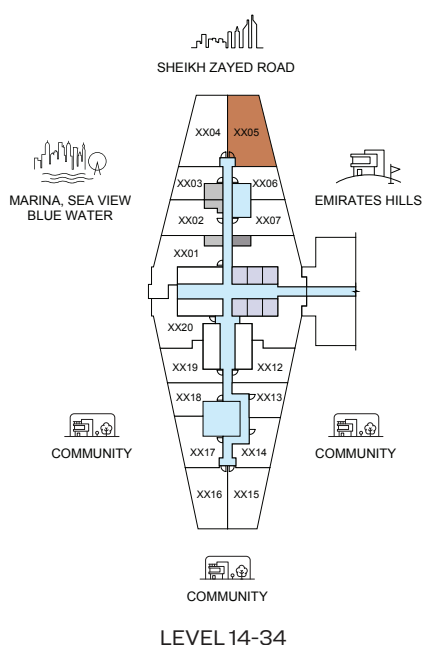 SHEIKH ZAYED ROAD
XX04
XX05
XX03
XX06
MARINA, SEA VIEW
BLUE WATER
EMIRATES HILLS
XX02
XX07
XX01
XX20
XX19
XX12
XX18
XX13
COMMUNITY
COMMUNITY
XX17
XX14
XX16
XX15
COMMUNITY
LEVEL 14-34